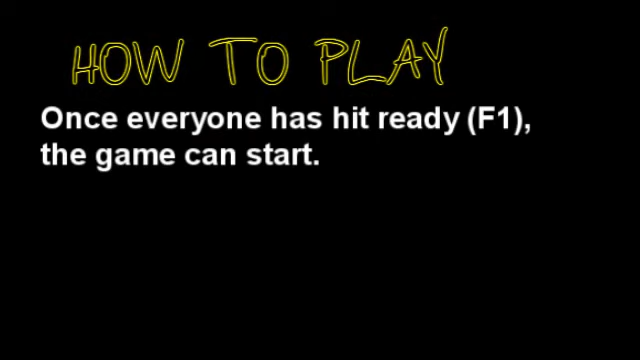 HOW TO PLAY
Once everyone has hit ready (F1),
the game can start.